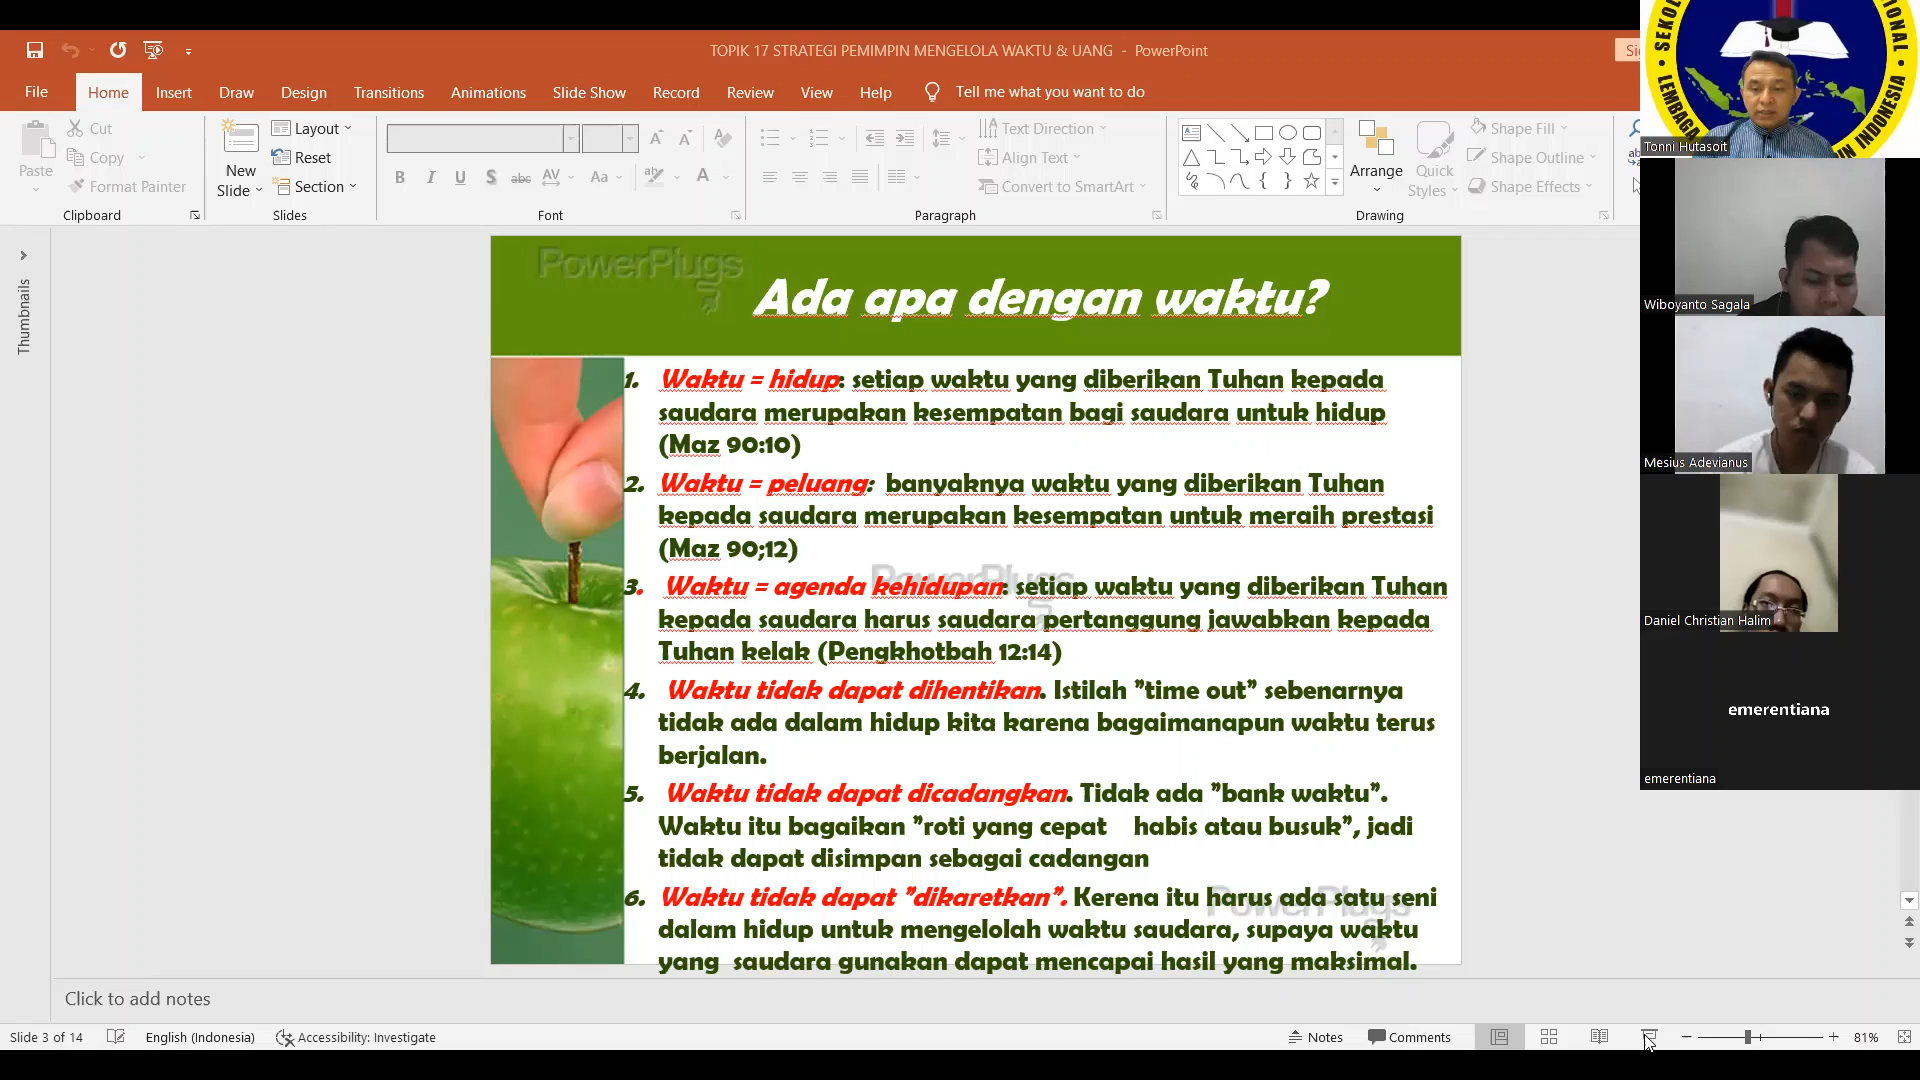 TOPIK 17 STRATEGI PEMIMPIN MENGELOLA WAKTU & UANG - PowerPoint
File Home Insert Draw Design Transitions Animations Slide Show Record Review View Help Tell me what you want to do
Paste
Cut
Copy
Format Painter
Clipboard
New Slide
Layout
Reset
Section
Slides
Font
Text Direction
Align Text
Convert to SmartArt
Paragraph
Arrange
Quick Styles
Shape Fill
Shape Outline
Shape Effects
Drawing
Thumbnails
PowerPlugs
Ada apa dengan waktu?
1. Waktu = hidup: setiap waktu yang diberikan Tuhan kepada
saudara merupakan kesempatan bagi saudara untuk hidup
(Maz 90:10)
2. Waktu = peluang: banyaknya waktu yang diberikan Tuhan
kepada saudara merupakan kesempatan untuk meraih prestasi
(Maz 90;12)
PowerPlugs
3. Waktu = agenda kehidupan: setiap waktu yang diberikan Tuhan
kepada saudara harus saudara pertanggung jawabkan kepada
Tuhan kelak (Pengkhotbah 12:14)
4. Waktu tidak dapat dihentikan. Istilah ”time out” sebenarnya
tidak ada dalam hidup kita karena bagaimanapun waktu terus
berjalan.
5. Waktu tidak dapat dicadangkan. Tidak ada ”bank waktu”.
Waktu itu bagaikan ”roti yang cepat habis atau busuk”, jadi
tidak dapat disimpan sebagai cadangan
6. Waktu tidak dapat ”dikaretkan”. Kerena itu harus ada satu seni
dalam hidup untuk mengelolah waktu saudara, supaya waktu
yang saudara gunakan dapat mencapai hasil yang maksimal.
PowerPlugs
Click to add notes
Slide 3 of 14 English (Indonesia) Accessibility: Investigate Notes Comments 81%
Tonni Hutasoit
Wiboyanto Sagala
Mesius Adevianus
Daniel Christian Halim
emerentiana
emerentiana